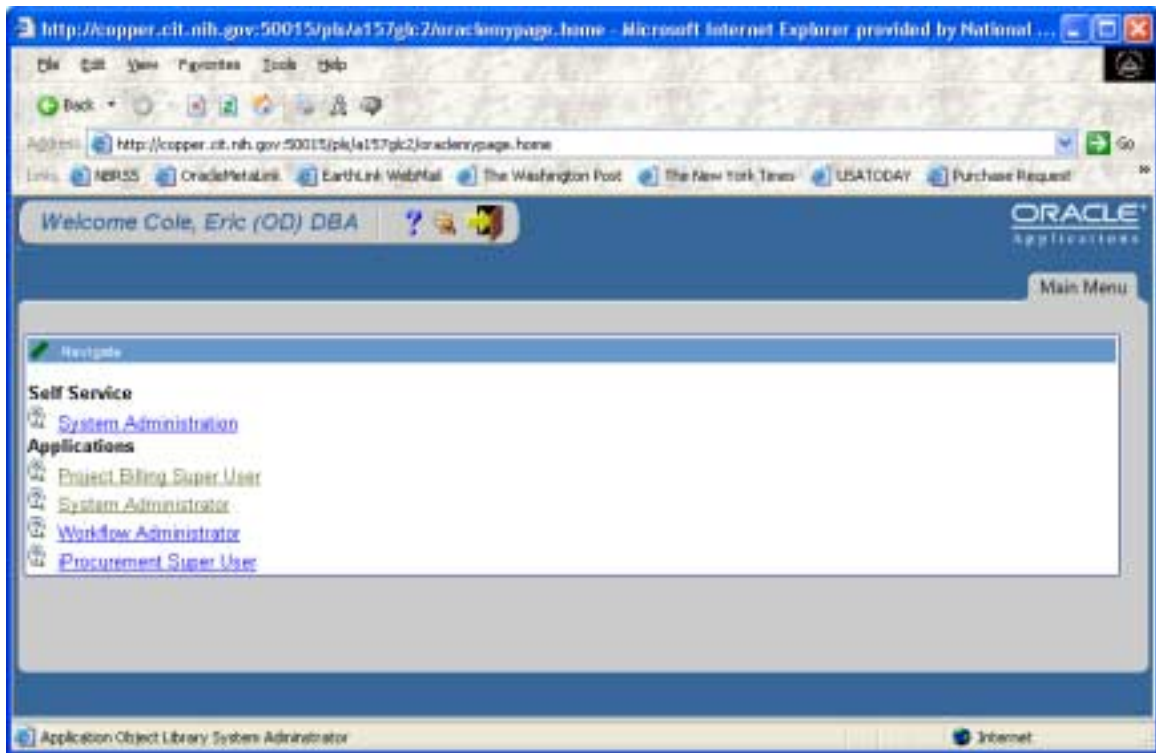 http://copper.cit.nih.gov:50015/pls/a157glc2/oraclemypage.home - Microsoft Internet Explorer provided by National ...
File Edit View Favorites Tools Help
Back
Address http://copper.cit.nih.gov:50015/pls/a157glc2/oraclemypage.home Go
Links NBRSS OracleMetaLink EarthLink WebMail The Washington Post The New York Times USATODAY Purchase Request »
Welcome Cole, Eric (OD) DBA ?
ORACLE
Applications
Main Menu
Navigate
Self Service
System Administration
Applications
Project Billing Super User
System Administrator
Workflow Administrator
iProcurement Super User
Application Object Library System Administrator Internet